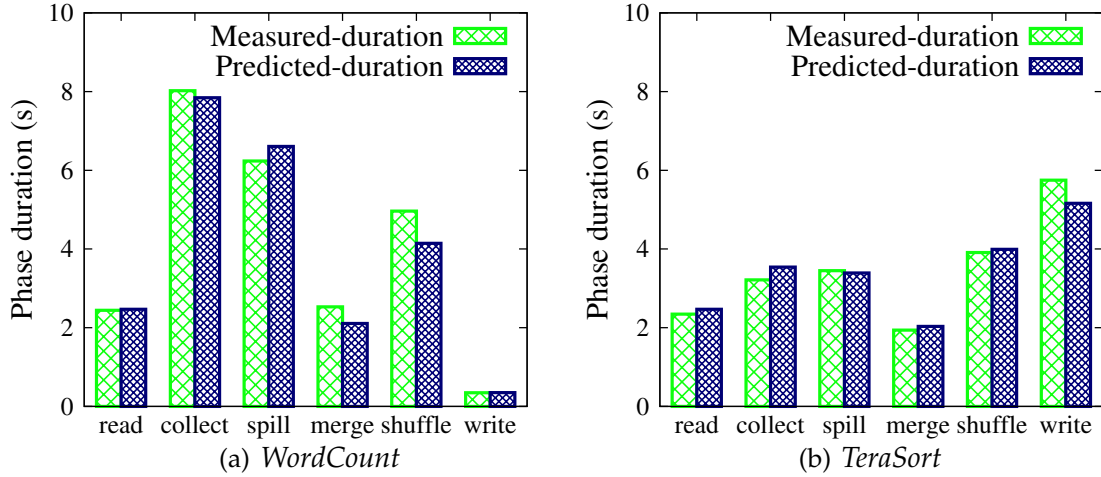 Phase duration (s)
10
8
6
4
2
0
Measured-duration
Predicted-duration
read collect spill merge shuffle write
(a) WordCount
Phase duration (s)
10
8
6
4
2
0
Measured-duration
Predicted-duration
read collect spill merge shuffle write
(b) TeraSort